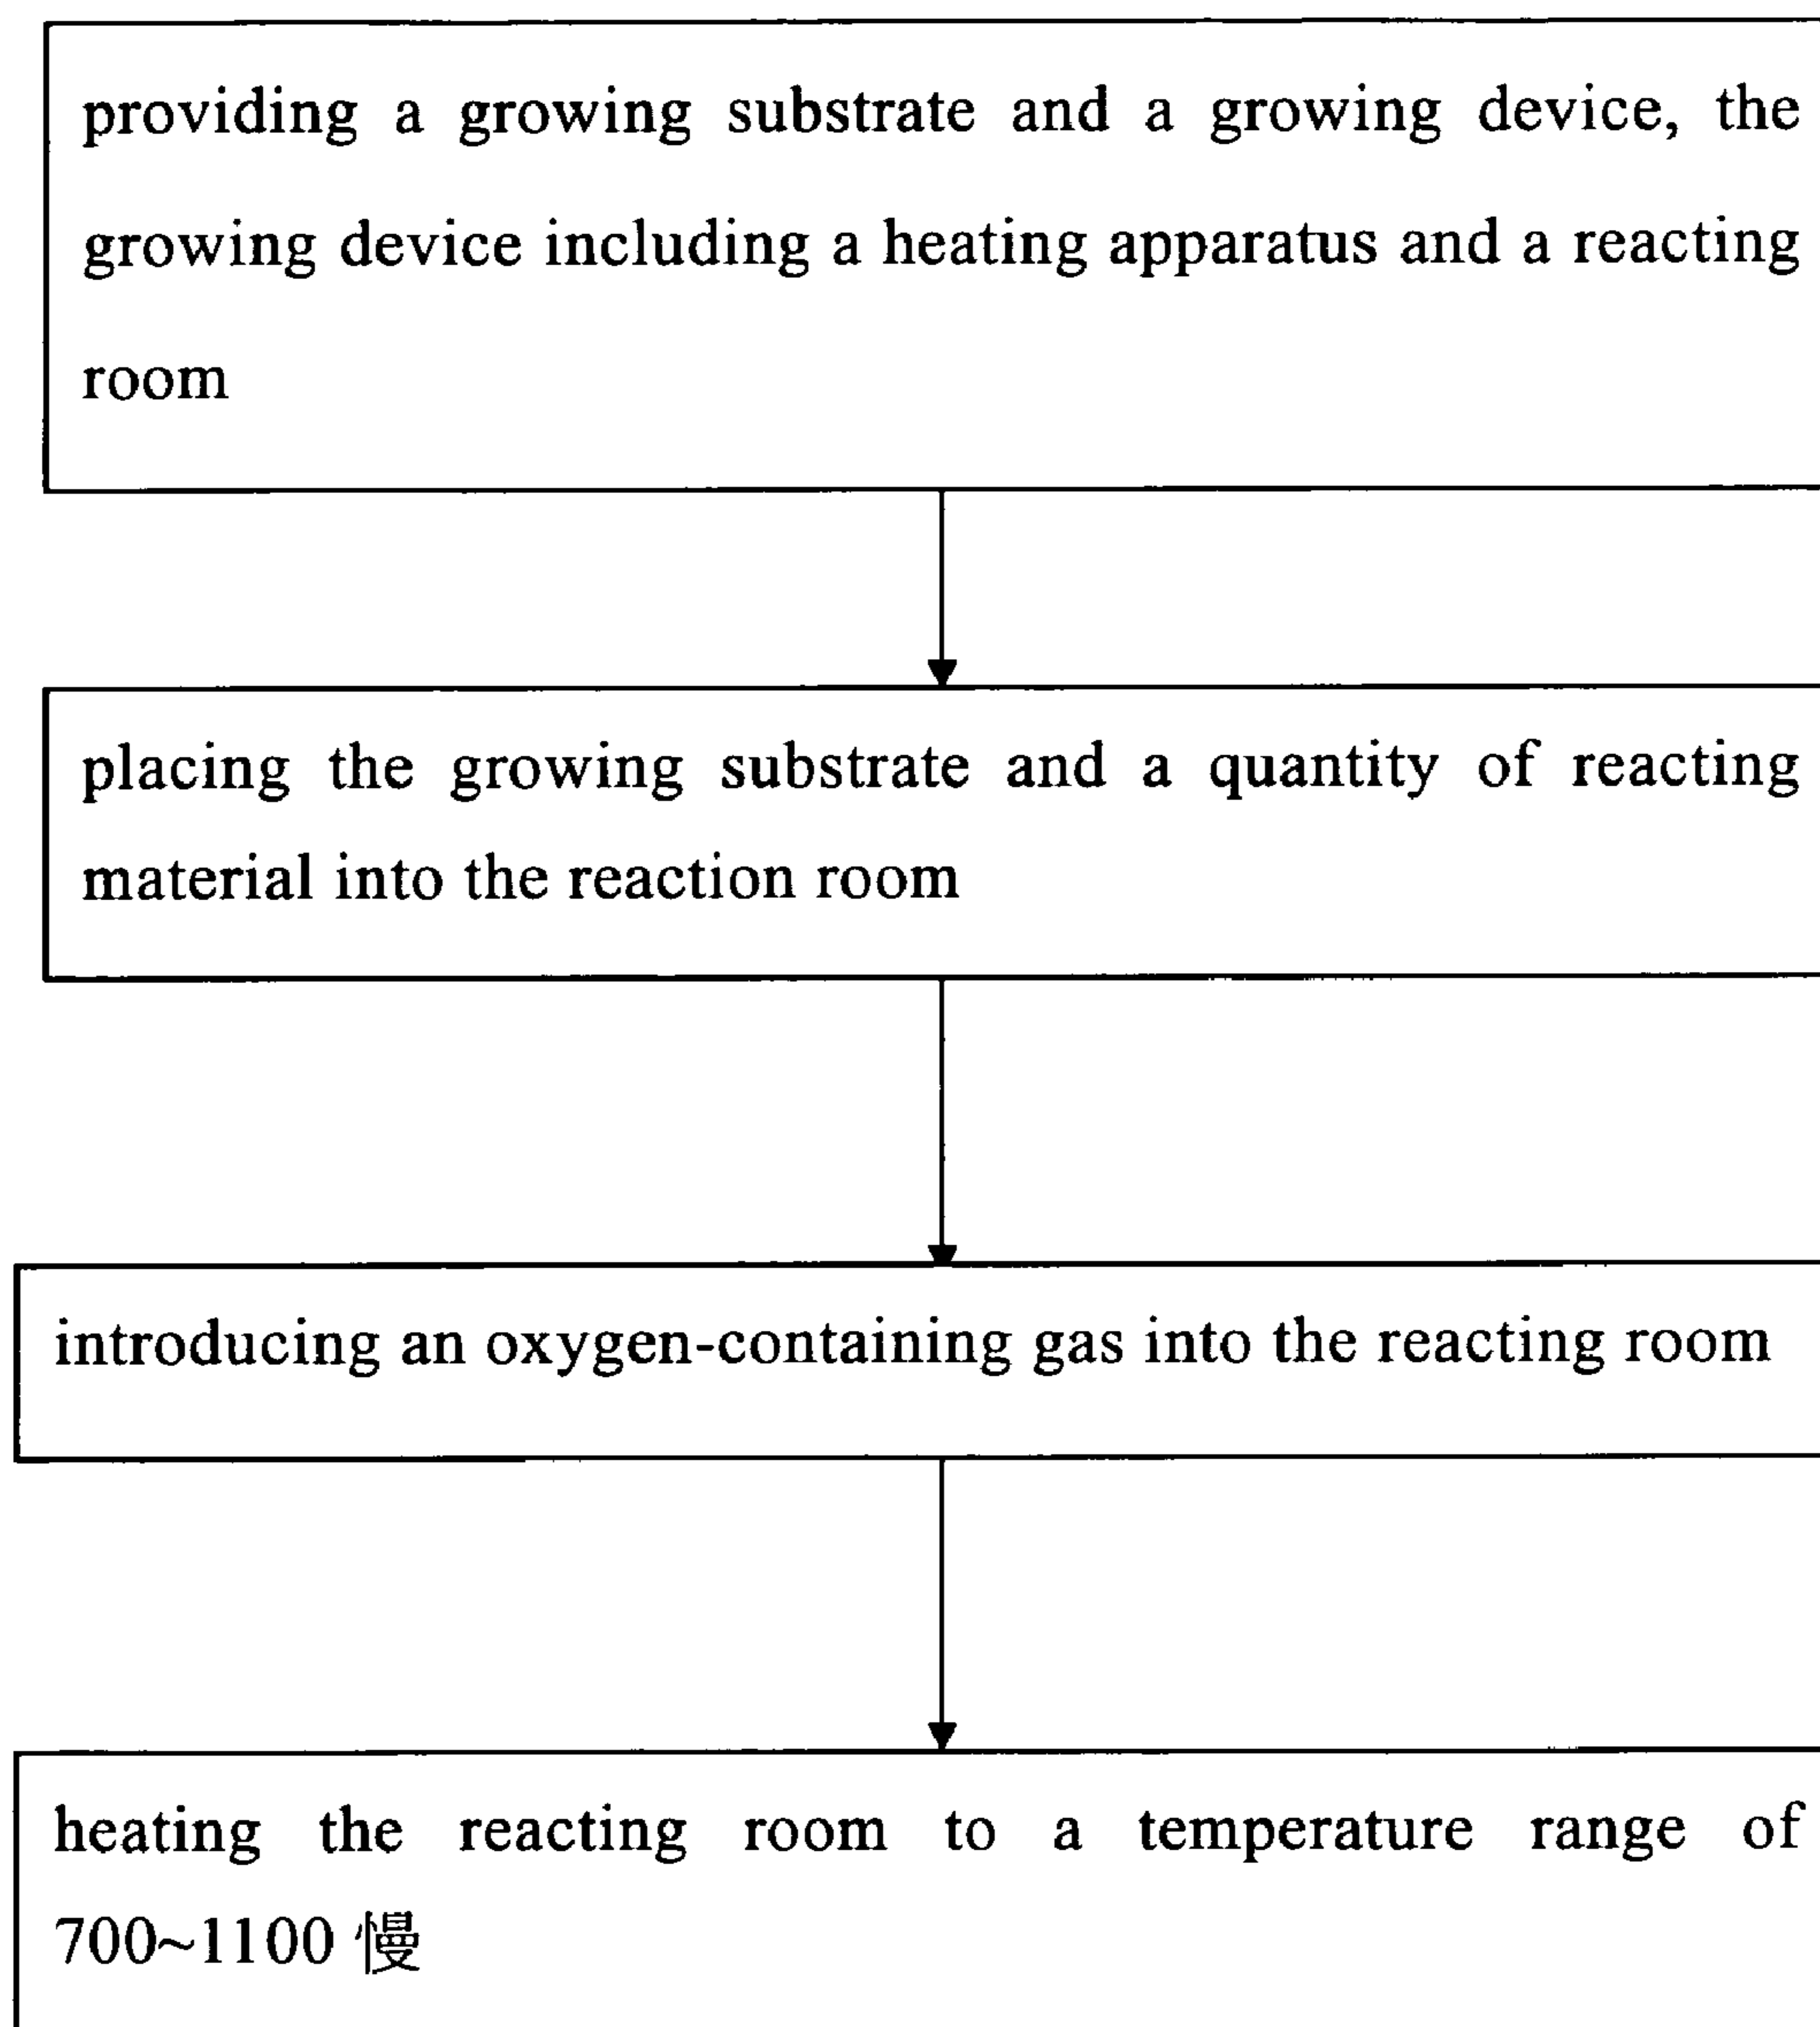 providing a growing substrate and a growing device, the
growing device including a heating apparatus and a reacting
room
placing the growing substrate and a quantity of reacting
material into the reaction room
introducing an oxygen-containing gas into the reacting room
heating the reacting room to a temperature range of
700~1100 慢